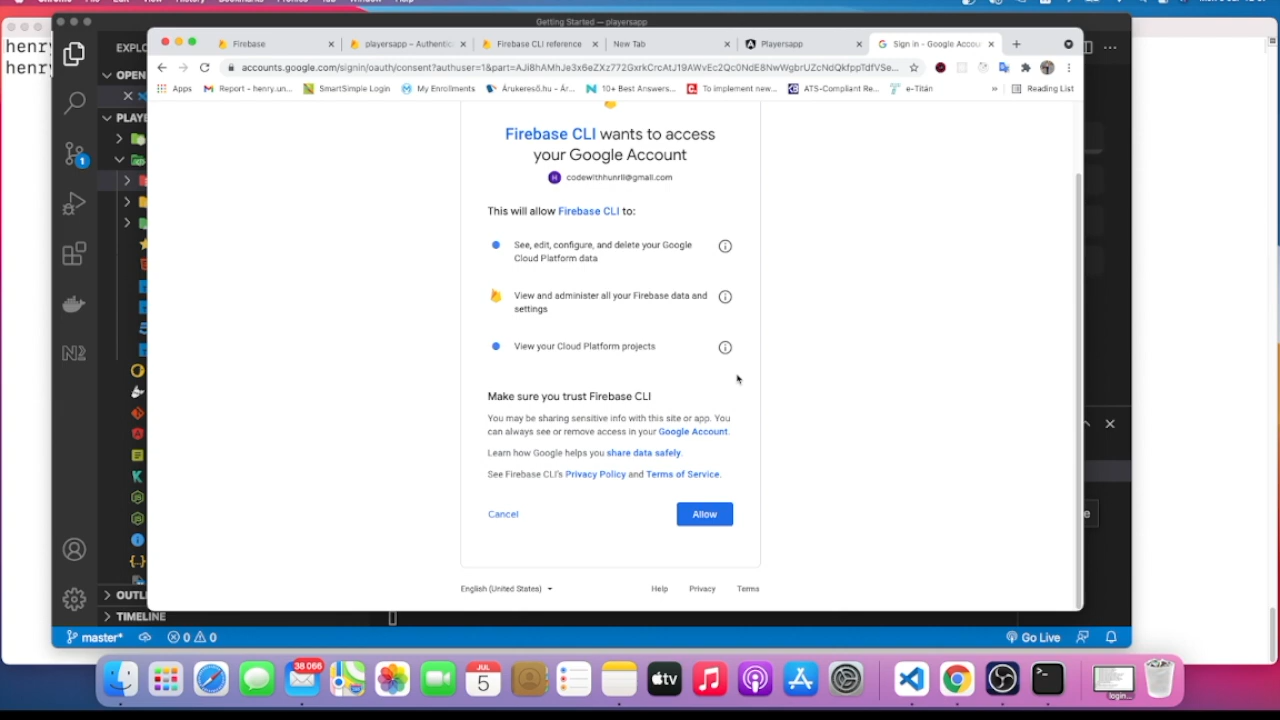 Getting Started — playersapp
henry
henry
EXPLO
OPEN
PLAYE
OUTL
TIMELINE
1
Firebase
playersapp – Authentic
Firebase CLI reference
New Tab
Playersapp
Sign in - Google Accou
accounts.google.com/signin/oauth/consent?authuser=1&part=
Apps
Report - henry.un...
SmartSimple Login
My Enrollments
Árukereső.hu - Ár...
10+ Best Answers...
To implement new...
ATS-Compliant Re...
e-Titán
»
Reading List
Firebase CLI wants to access
your Google Account
H
codewithhunrii@gmail.com
This will allow Firebase CLI to:
See, edit, configure, and delete your Google
Cloud Platform data
View and administer all your Firebase data and
settings
View your Cloud Platform projects
Make sure you trust Firebase CLI
You may be sharing sensitive info with this site or app. You
can always see or remove access in your Google Account.
Learn how Google helps you share data safely.
See Firebase CLI's Privacy Policy and Terms of Service.
Cancel
Allow
English (United States)
Help
Privacy
Terms
master*
0
0
Go Live
38 066
JUL
5
tv
login...